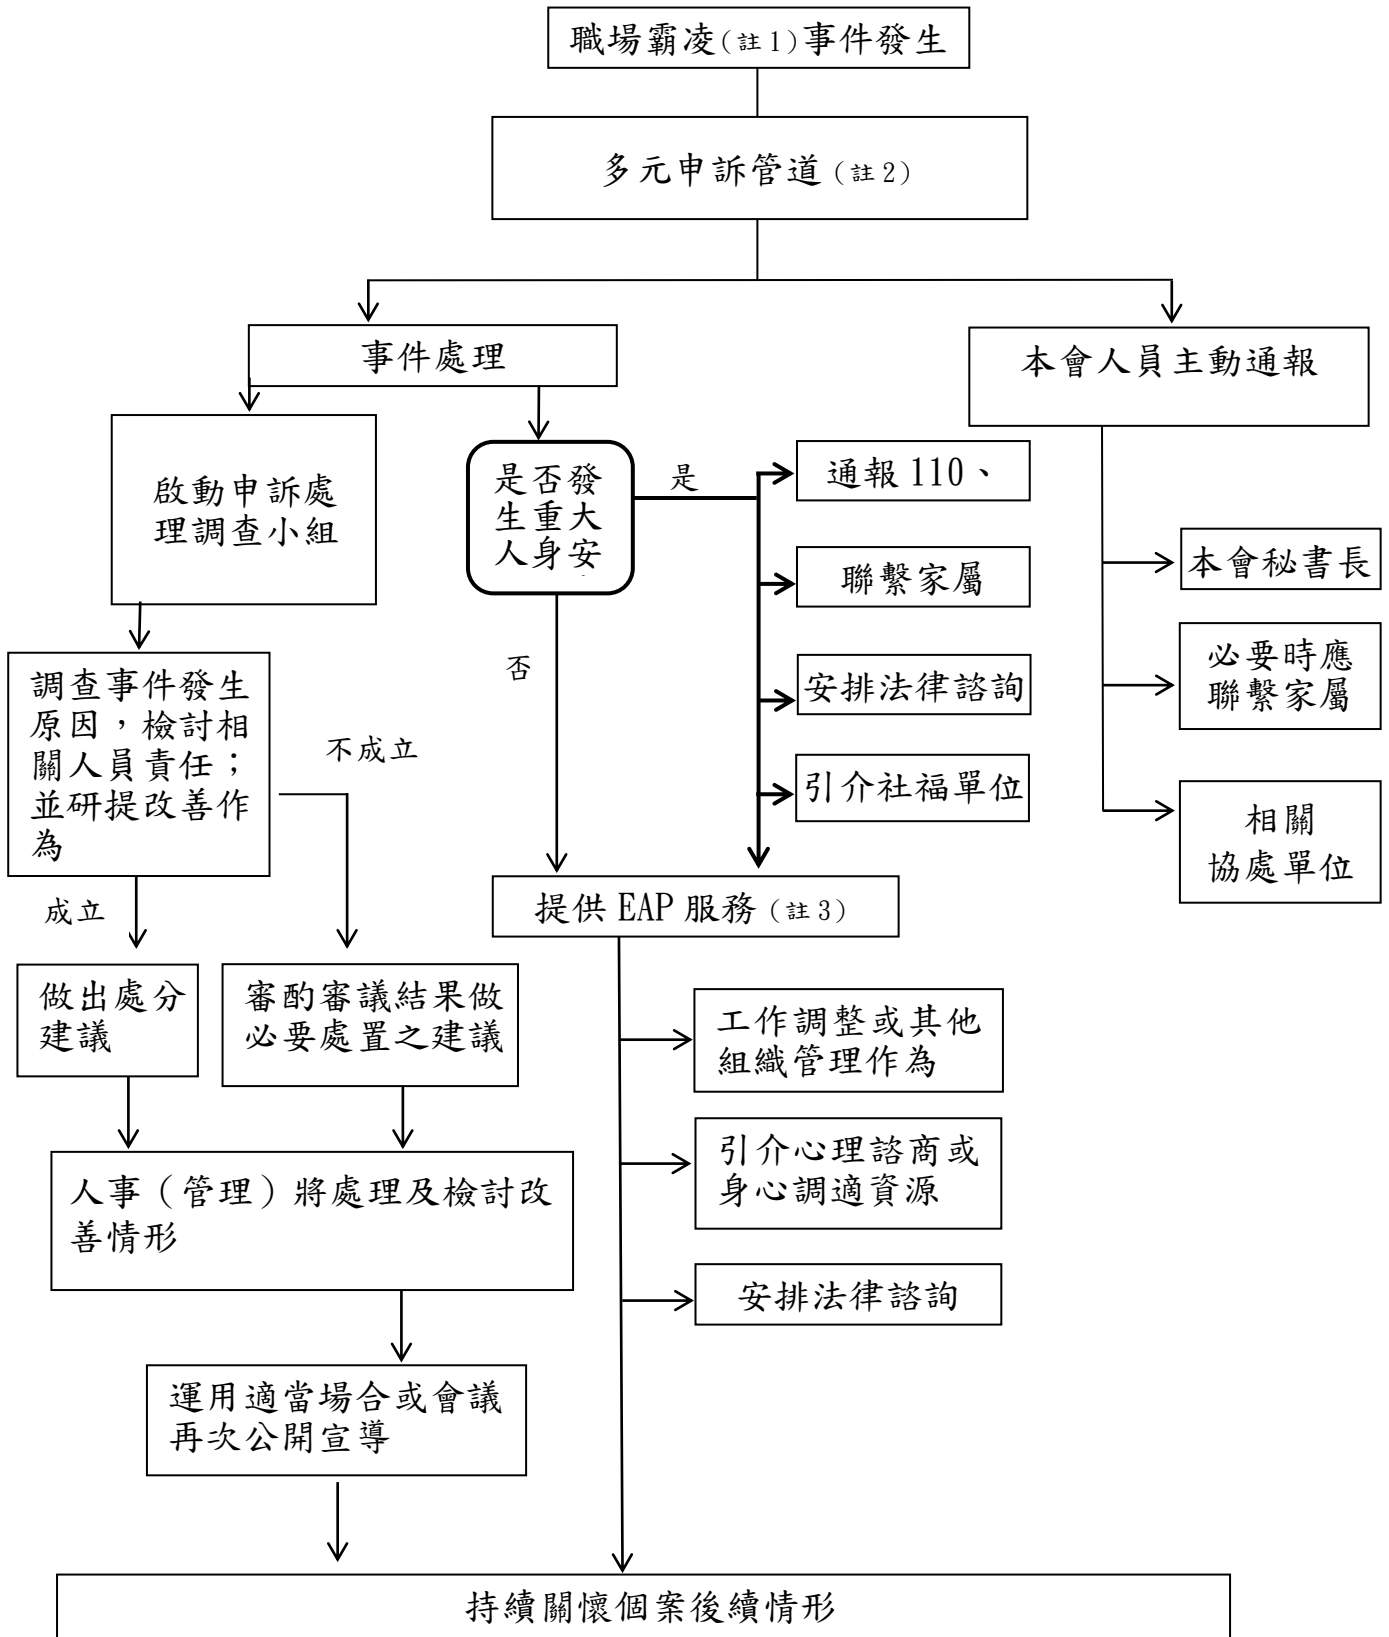 職場霸凌(註1)事件發生
多元申訴管道(註2)
事件處理
本會人員主動通報
啟動申訴處
理調查小組
是否發
生重大
人身安
是
通報 110、
聯繫家屬
安排法律諮詢
引介社福單位
本會秘書長
必要時應
聯繫家屬
相關
協處單位
否
調查事件發生
原因，檢討相
關人員責任；
並研提改善作
為
不成立
成立
提供 EAP 服務(註3)
做出處分
建議
審酌審議結果做
必要處置之建議
工作調整或其他
組織管理作為
引介心理諮商或
身心調適資源
安排法律諮詢
人事（管理）將處理及檢討改
善情形
運用適當場合或會議
再次公開宣導
持續關懷個案後續情形